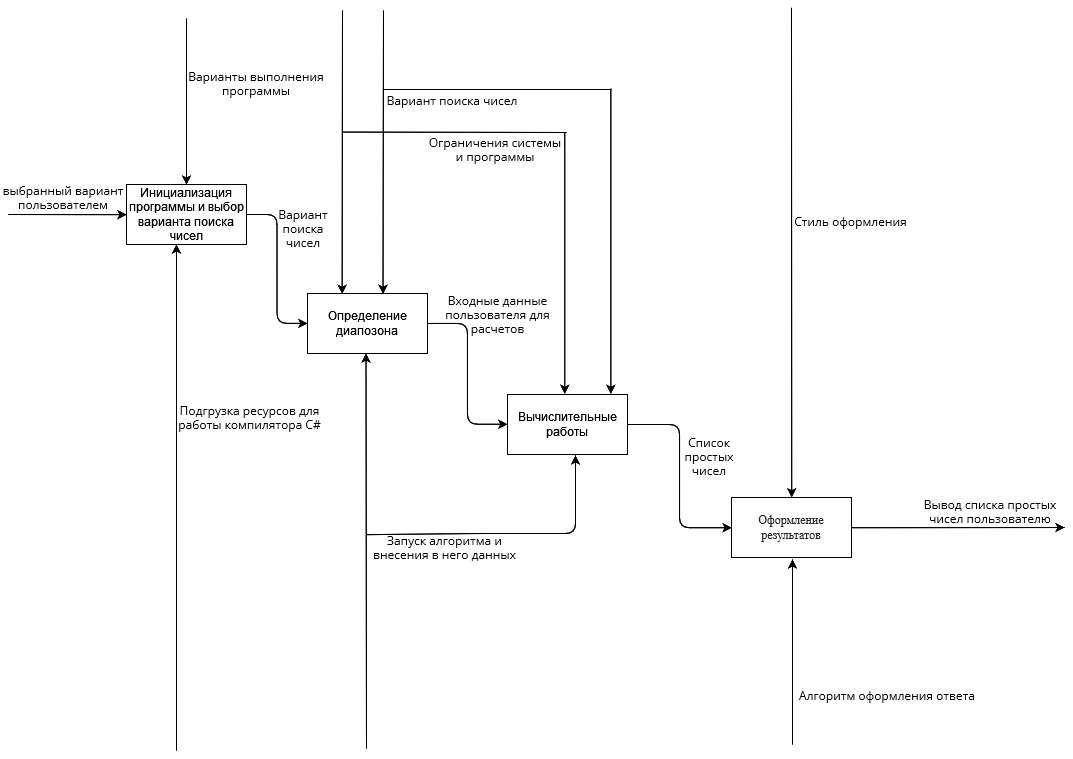 Варианты выполнения
программы
Вариант поиска чисел
Ограничения системы
и программы
выбранный вариант
пользователем
Инициализация
программы и выбор
варианта поиска
чисел
Вариант
поиска
чисел
Стиль оформления
Определение
диапозона
Входные данные
пользователя для
расчетов
Подгрузка ресурсов для
работы компилятора C#
Вычислительные
работы
Список
простых
чисел
Оформление
результатов
Вывод списка простых
чисел пользователю
Запуск алгоритма и
внесения в него данных
Алгоритм оформления ответа